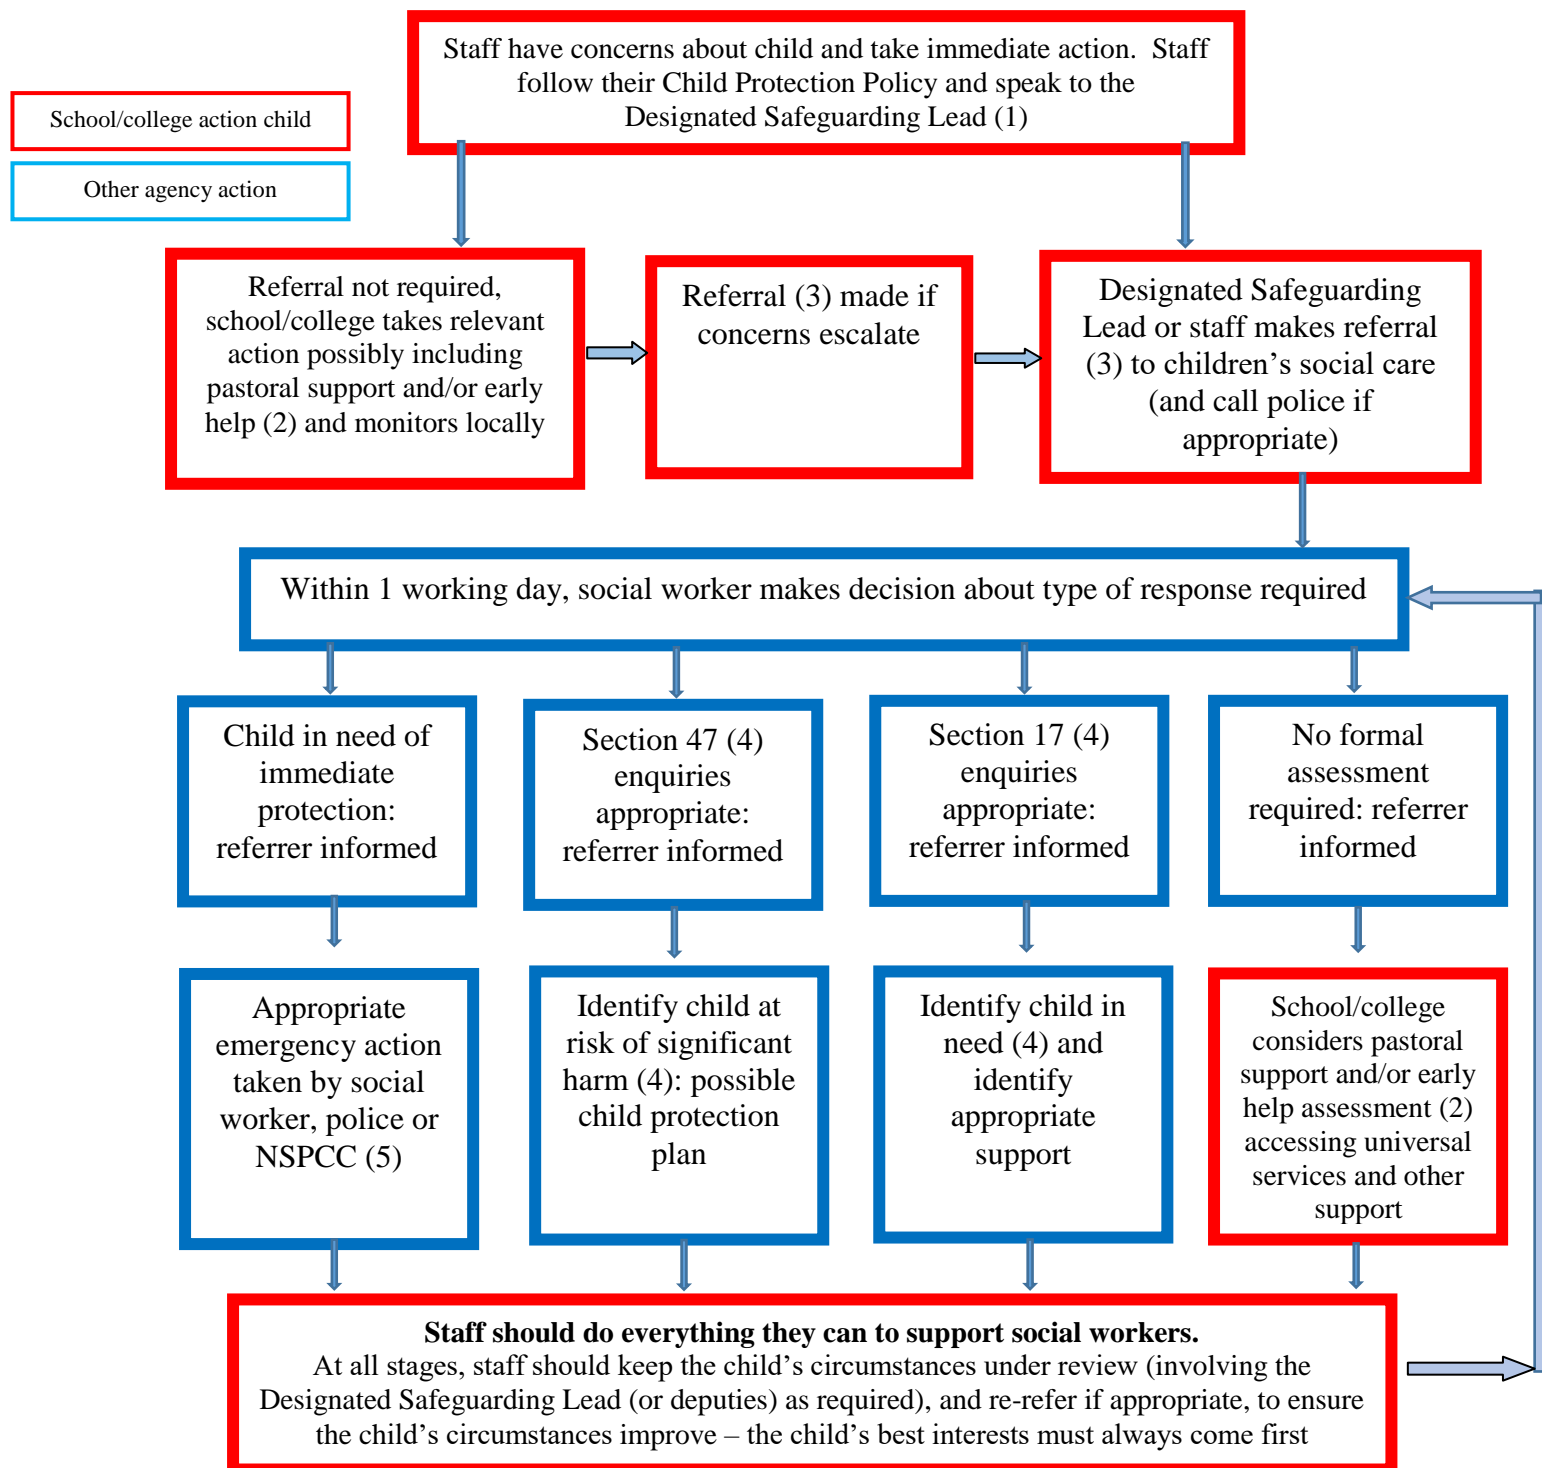 Staff have concerns about child and take immediate action.  Staff
follow their Child Protection Policy and speak to the
Designated Safeguarding Lead (1)
School/college action child
Other agency action
Referral not required,
school/college takes relevant
action possibly including
pastoral support and/or early
help (2) and monitors locally
Referral (3) made if
concerns escalate
Designated Safeguarding
Lead or staff makes referral
(3) to children’s social care
(and call police if
appropriate)
Within 1 working day, social worker makes decision about type of response required
Child in need of
immediate
protection:
referrer informed
Section 47 (4)
enquiries
appropriate:
referrer informed
Section 17 (4)
enquiries
appropriate:
referrer informed
No formal
assessment
required: referrer
informed
Appropriate
emergency action
taken by social
worker, police or
NSPCC (5)
Identify child at
risk of significant
harm (4): possible
child protection
plan
Identify child in
need (4) and
identify
appropriate
support
School/college
considers pastoral
support and/or early
help assessment (2)
accessing universal
services and other
support
Staff should do everything they can to support social workers.
At all stages, staff should keep the child’s circumstances under review (involving the
Designated Safeguarding Lead (or deputies) as required), and re-refer if appropriate, to ensure
the child’s circumstances improve – the child’s best interests must always come first